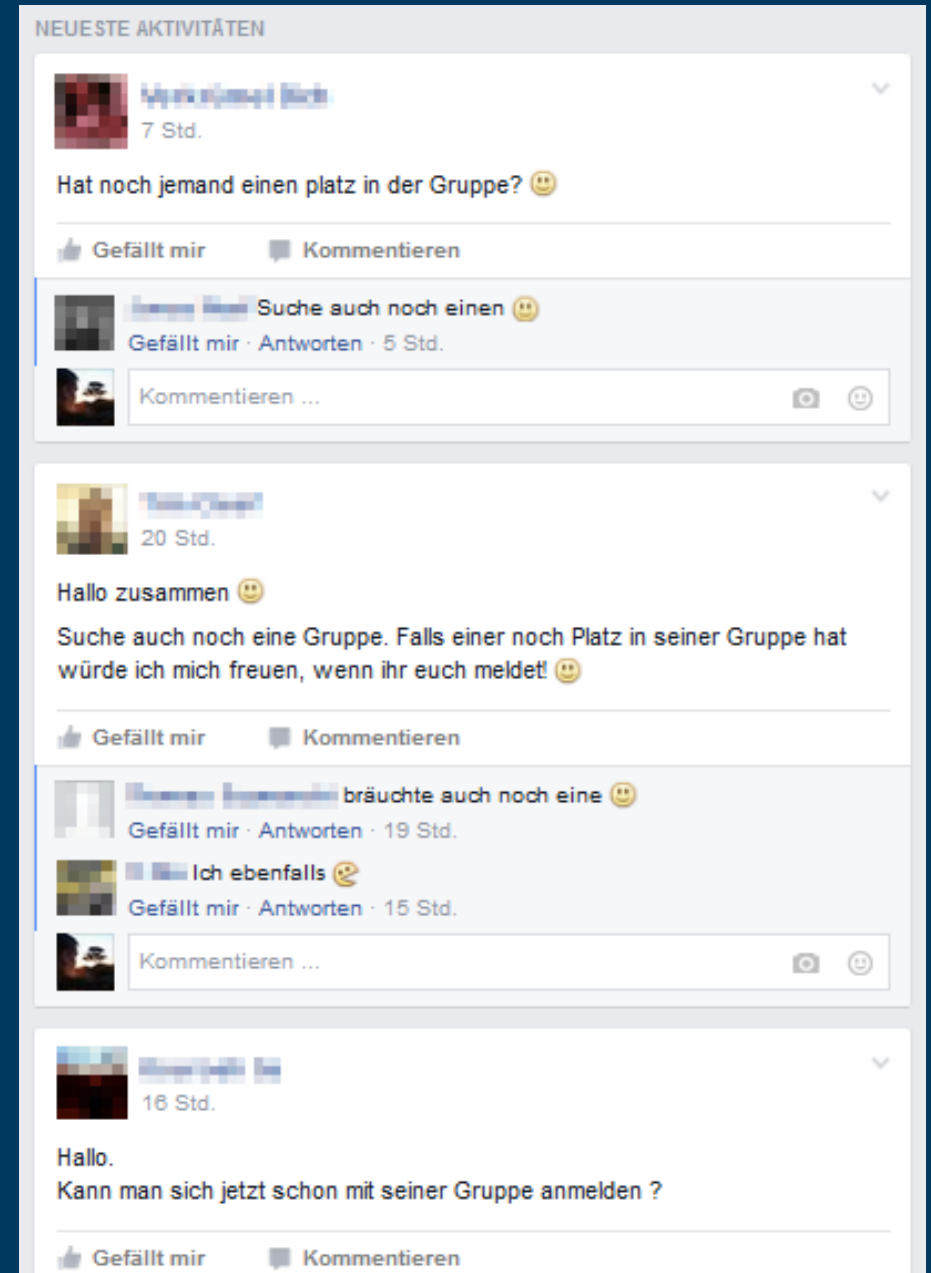 NEUESTE AKTIVITÄTEN
7 Std.
Hat noch jemand einen platz in der Gruppe?
Gefällt mir Kommentieren
Suche auch noch einen
Gefällt mir · Antworten · 5 Std.
Kommentieren ...
20 Std.
Hallo zusammen
Suche auch noch eine Gruppe. Falls einer noch Platz in seiner Gruppe hat
würde ich mich freuen, wenn ihr euch meldet!
Gefällt mir Kommentieren
bräuchte auch noch eine
Gefällt mir · Antworten · 19 Std.
Ich ebenfalls
Gefällt mir · Antworten · 15 Std.
Kommentieren ...
16 Std.
Hallo.
Kann man sich jetzt schon mit seiner Gruppe anmelden ?
Gefällt mir Kommentieren